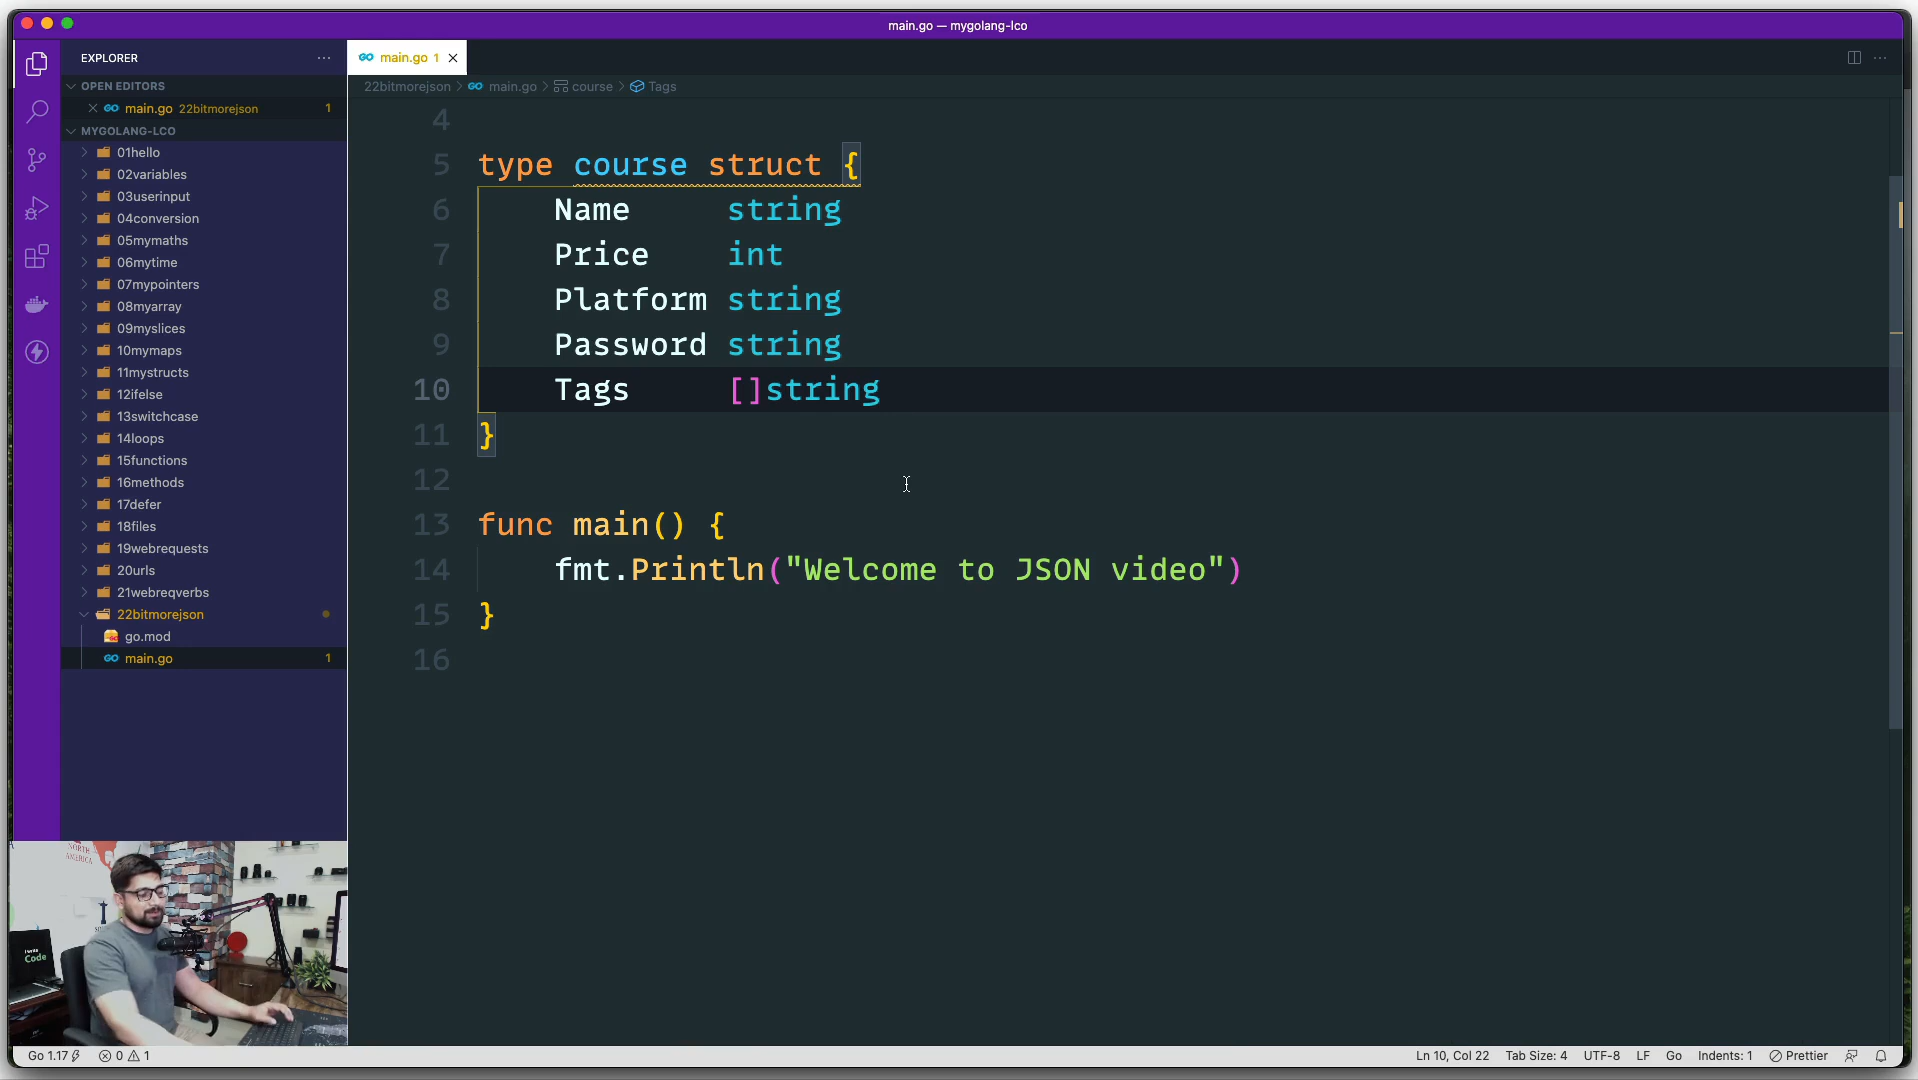 main.go — mygolang-lco
EXPLORER
OPEN EDITORS
main.go 22bitmorejson 1
MYGOLANG-LCO
01hello
02variables
03userinput
04conversion
05mymaths
06mytime
07mypointers
08myarray
09myslices
10mymaps
11mystructs
12ifelse
13switchcase
14loops
15functions
16methods
17defer
18files
19webrequests
20urls
21webreqverbs
22bitmorejson
go.mod
main.go 1
main.go 1
22bitmorejson > main.go > course > Tags
4
5 type course struct {
6 Name string
7 Price int
8 Platform string
9 Password string
10 Tags []string
11 }
12
13 func main() {
14 fmt.Println("Welcome to JSON video")
15 }
16
NORTH
AMERICA
Code
Go 1.17 0 1
Ln 10, Col 22 Tab Size: 4 UTF-8 LF Go Indents: 1 Prettier